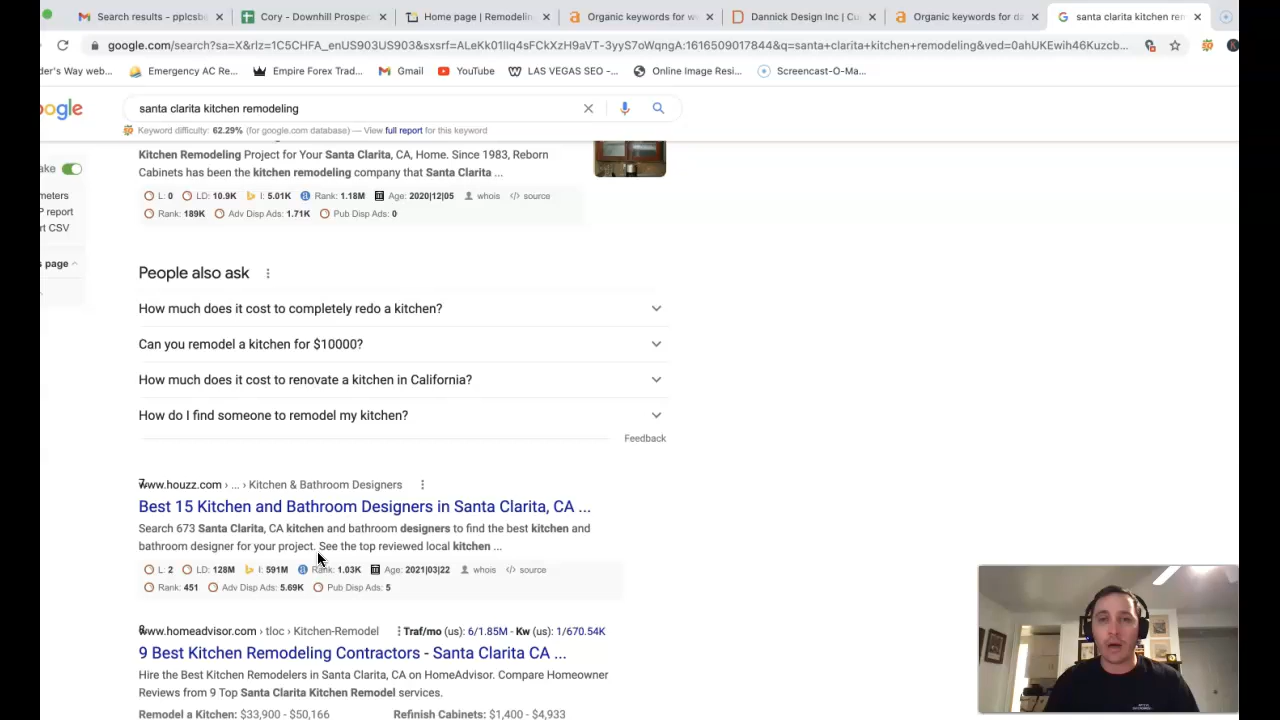 Search results - pplcsb
Cory - Downhill Prospec
Home page | Remodelin
Organic keywords for w
Dannick Design Inc | Cu
Organic keywords for da
santa clarita kitchen rem
google.com/search?sa=X&rlz=1C5CHFA_enUS903US903&sxsrf=ALeKk01lIq4sFCkXzH9aVT-3yyS7oWqngA:1616509017844&q=santa+clarita+kitchen+remodeling&ved=0ahUKEwih46Kuzcb...
der's Way web...
Emergency AC Re...
Empire Forex Trad...
Gmail
YouTube
LAS VEGAS SEO -...
Online Image Resi...
Screencast-O-Ma...
ogle
santa clarita kitchen remodeling
Keyword difficulty: 62.29% (for google.com database) — View full report for this keyword
ake
meters
P report
rt CSV
s page
Kitchen Remodeling Project for Your Santa Clarita, CA, Home. Since 1983, Reborn
Cabinets has been the kitchen remodeling company that Santa Clarita ...
L: 0 LD: 10.9K I: 5.01K Rank: 1.18M Age: 2020|12|05 whois </> source
Rank: 189K Adv Disp Ads: 1.71K Pub Disp Ads: 0
People also ask
How much does it cost to completely redo a kitchen?
Can you remodel a kitchen for $10000?
How much does it cost to renovate a kitchen in California?
How do I find someone to remodel my kitchen?
Feedback
www.houzz.com › ... › Kitchen & Bathroom Designers
Best 15 Kitchen and Bathroom Designers in Santa Clarita, CA ...
Search 673 Santa Clarita, CA kitchen and bathroom designers to find the best kitchen and
bathroom designer for your project. See the top reviewed local kitchen ...
L: 2 LD: 128M I: 591M Rank: 1.03K Age: 2021|03|22 whois </> source
Rank: 451 Adv Disp Ads: 5.69K Pub Disp Ads: 5
www.homeadvisor.com › tloc › Kitchen-Remodel Traf/mo (us): 6/1.85M - Kw (us): 1/670.54K
9 Best Kitchen Remodeling Contractors - Santa Clarita CA ...
Hire the Best Kitchen Remodelers in Santa Clarita, CA on HomeAdvisor. Compare Homeowner
Reviews from 9 Top Santa Clarita Kitchen Remodel services.
Remodel a Kitchen: $33,900 - $50,166 Refinish Cabinets: $1,400 - $4,933